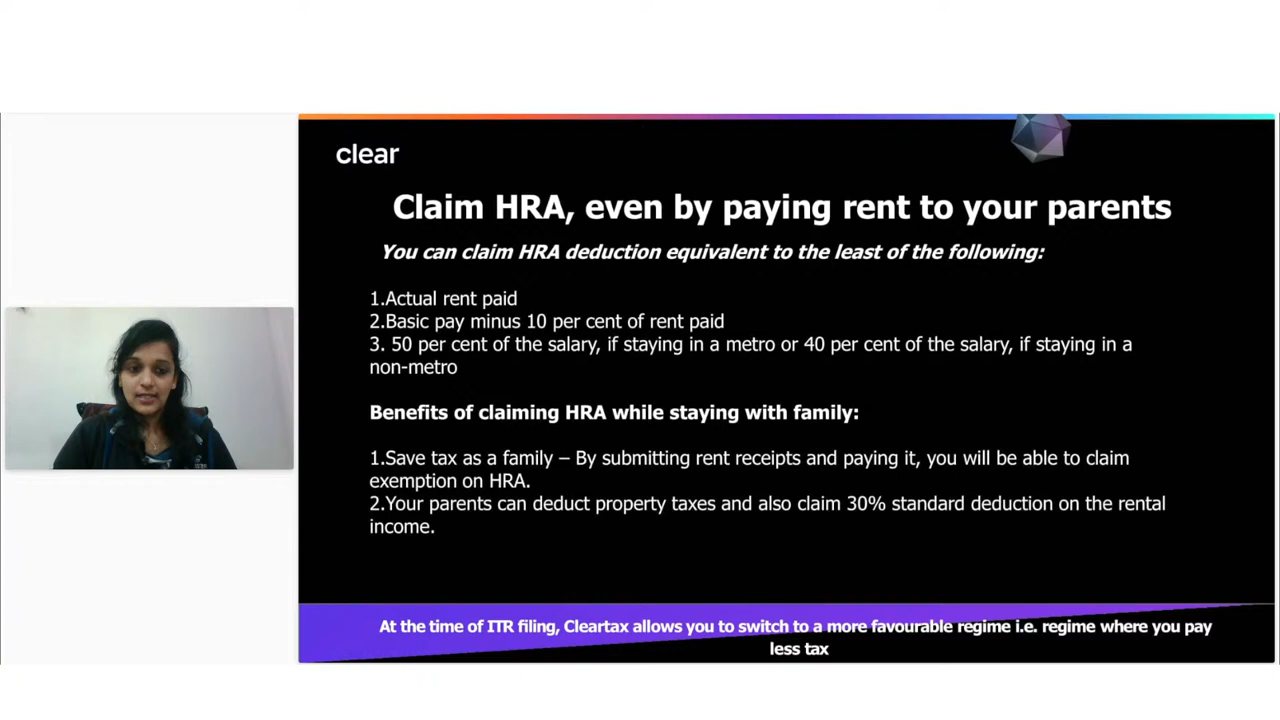 clear
Claim HRA, even by paying rent to your parents
You can claim HRA deduction equivalent to the least of the following:
1.Actual rent paid
2.Basic pay minus 10 per cent of rent paid
3. 50 per cent of the salary, if staying in a metro or 40 per cent of the salary, if staying in a
non-metro
Benefits of claiming HRA while staying with family:
1.Save tax as a family – By submitting rent receipts and paying it, you will be able to claim
exemption on HRA.
2.Your parents can deduct property taxes and also claim 30% standard deduction on the rental
income.
At the time of ITR filing, Cleartax allows you to switch to a more favourable regime i.e. regime where you pay
less tax